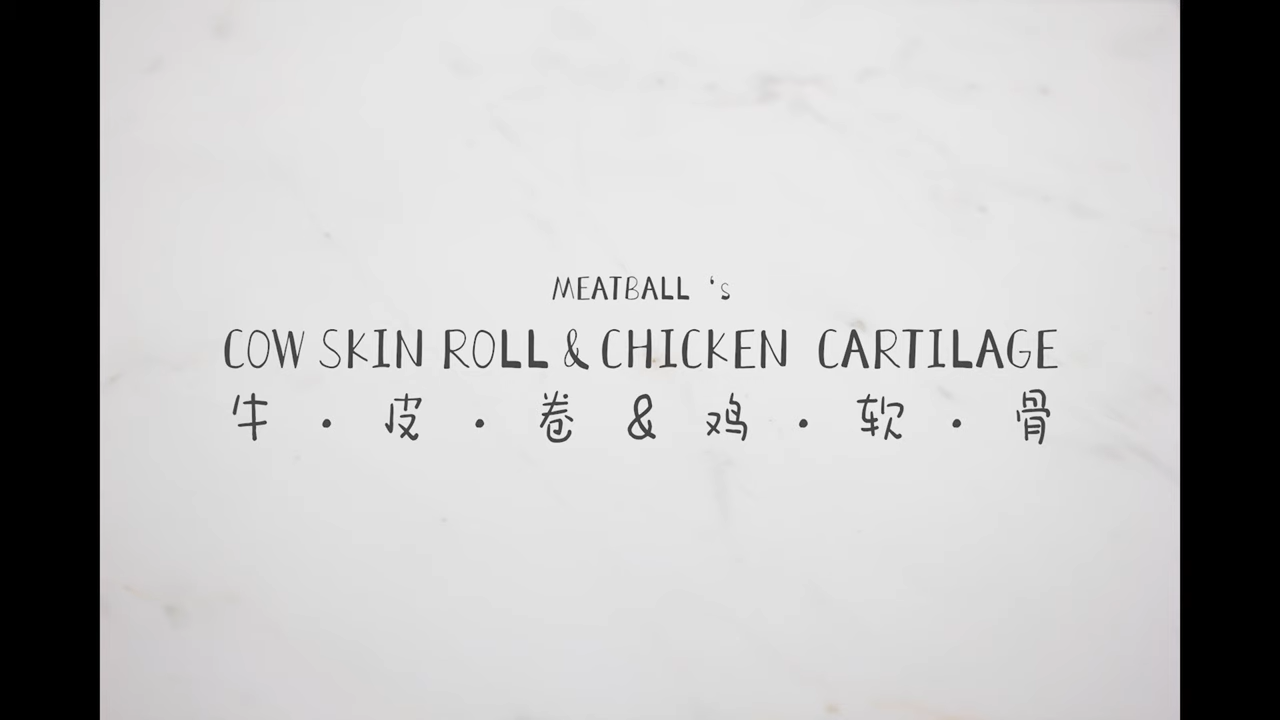 MEATBALL 's
COW SKIN ROLL & CHICKEN CARTILAGE
牛·皮·卷&鸡·软·骨